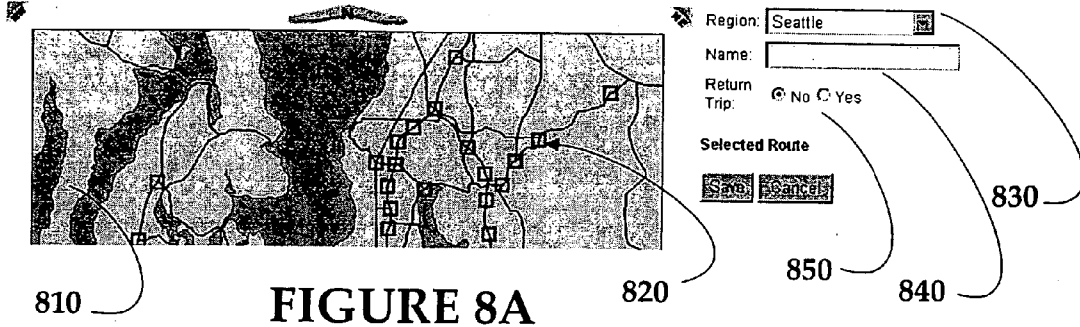 N
Region: Seattle
Name:
Return Trip: No Yes
Selected Route
Save Cancel
810
820
830
840
850
FIGURE 8A